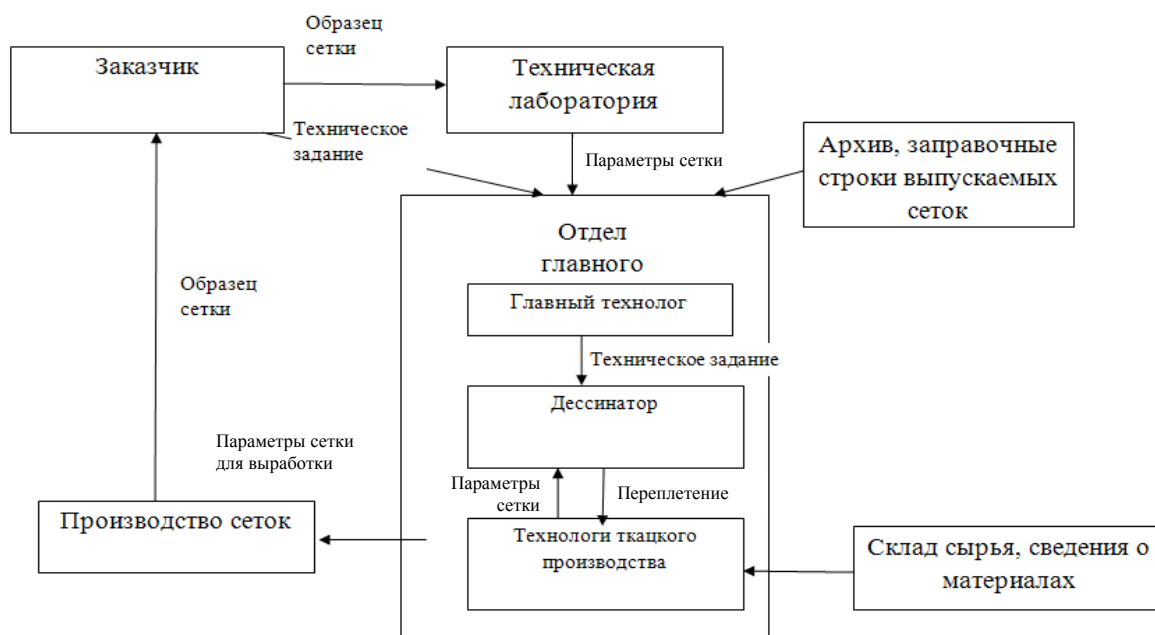 Образец
сетки
Заказчик
Техническая
лаборатория
Техническое
задание
Параметры сетки
Архив, заправочные
строки выпускаемых
сеток
Отдел
главного
Образец
сетки
Главный технолог
Техническое задание
Дессинатор
Параметры сетки
для выработки
Параметры
сетки
Переплетение
Производство сеток
Технологи ткацкого
производства
Склад сырья, сведения о
материалах